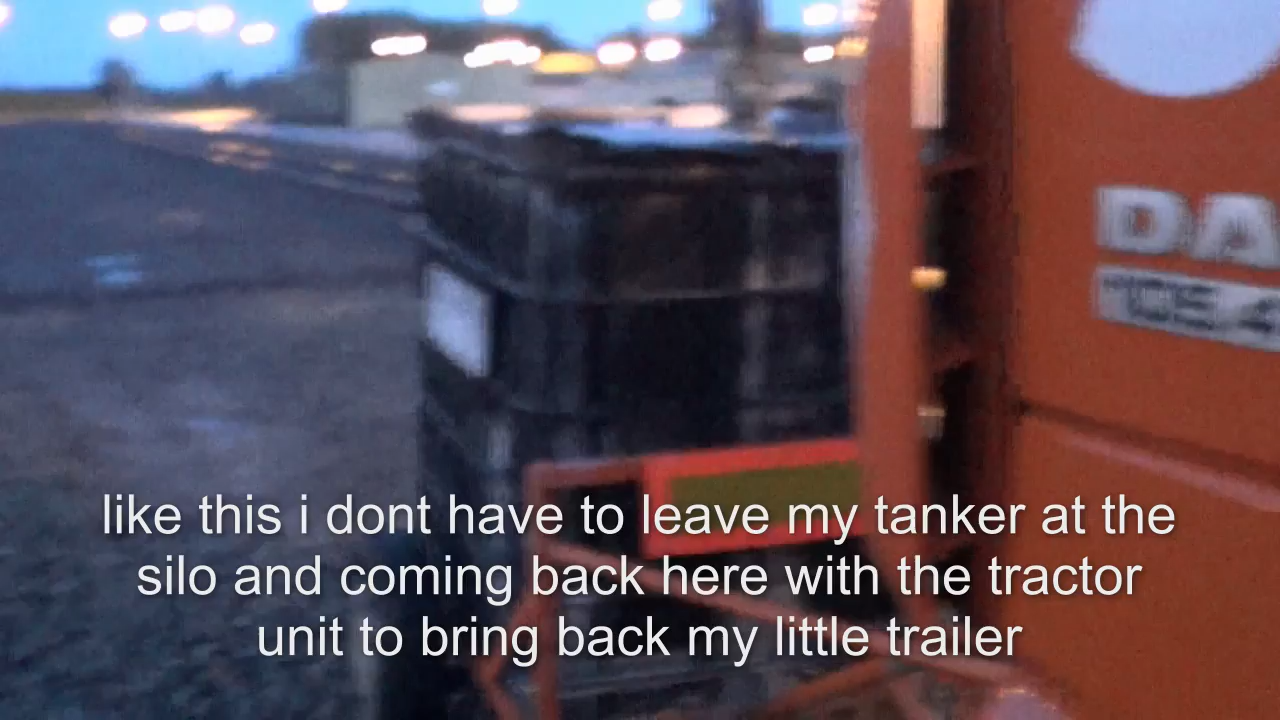 DA
like this i dont have to leave my tanker at the
silo and coming back here with the tractor
unit to bring back my little trailer